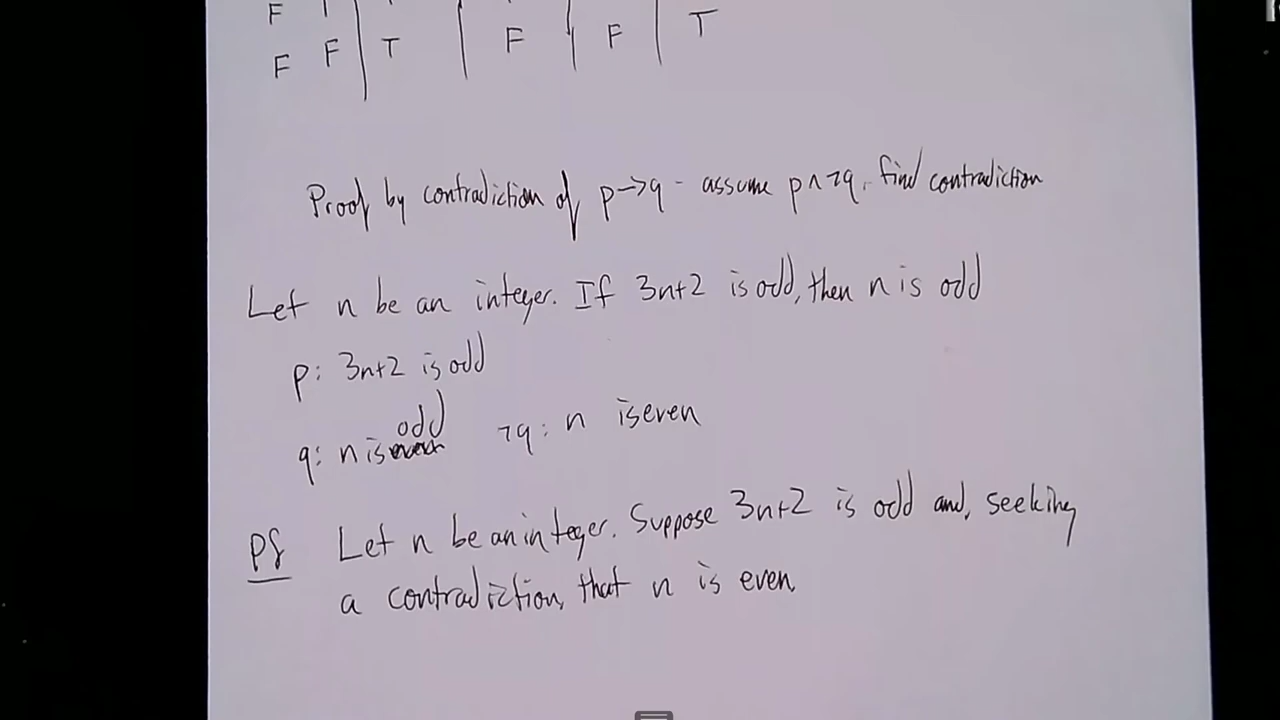 F
F F T F F T
Proof by contradiction of p→q - assume p∧¬q, find contradiction
Let n be an integer. If 3n+2 is odd, then n is odd
p: 3n+2 is odd
odd
q: n is even ¬q: n is even
Pf Let n be an integer. Suppose 3n+2 is odd and, seeking
a contradiction, that n is even.